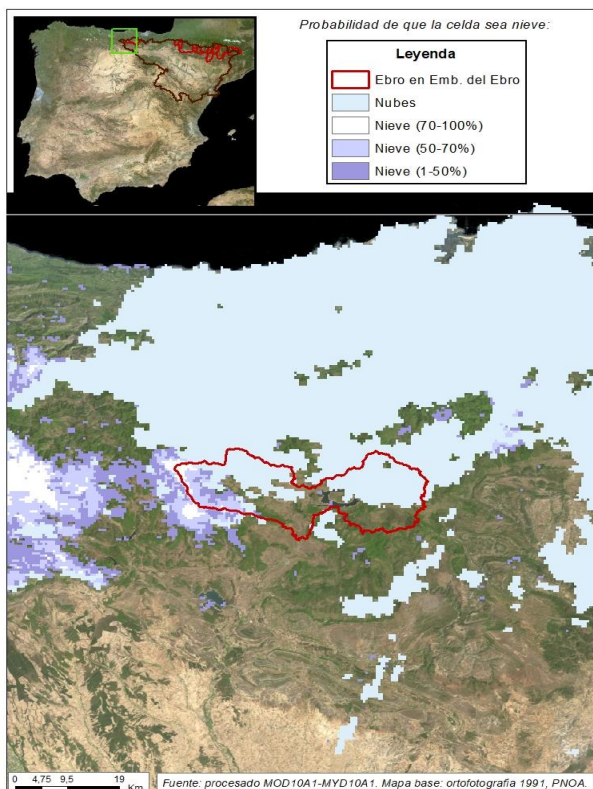 Probabilidad de que la celda sea nieve:
Leyenda
Ebro en Emb. del Ebro
Nubes
Nieve (70-100%)
Nieve (50-70%)
Nieve (1-50%)
0 4,75 9,5 19
Km
Fuente: procesado MOD10A1-MYD10A1. Mapa base: ortofotografía 1991, PNOA.